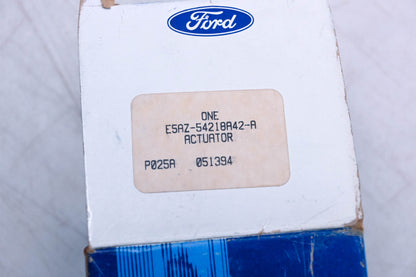 Ford
ONE
E5AZ-54218A42-A
ACTUATOR
P025A 051394